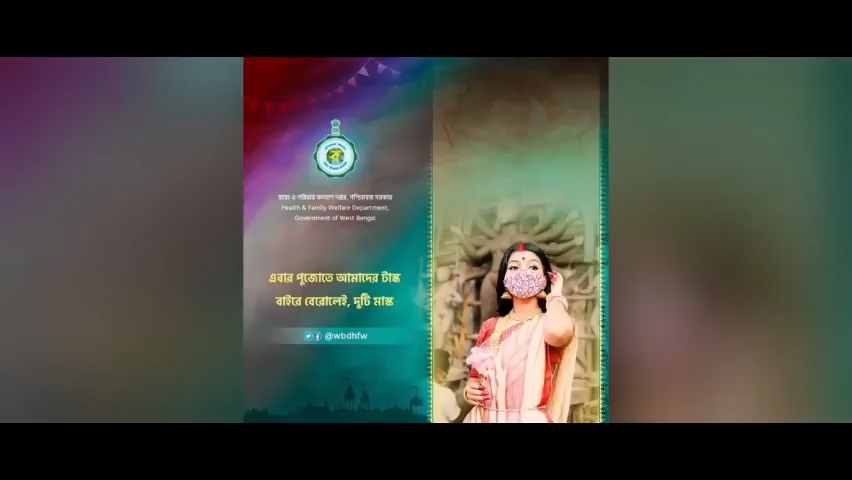 স্বাস্থ্য ও পরিবার কল্যাণ দপ্তর, পশ্চিমবঙ্গ সরকার
Health & Family Welfare Department,
Government of West Bengal
এবার পুজোতে আমাদের টাস্ক
বাইরে বেরোলেই, দুটি মাস্ক
@wbdhfw